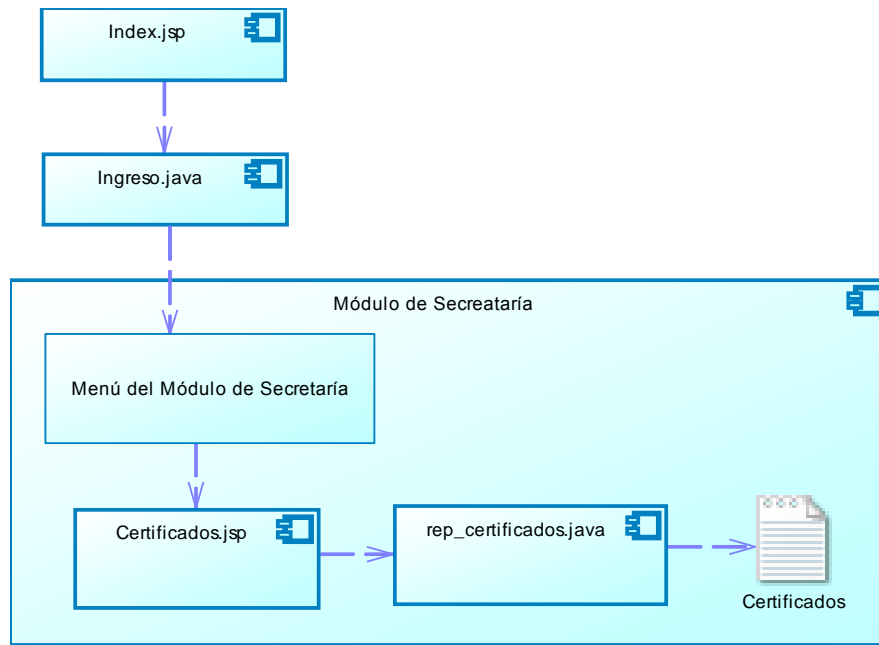 Index.jsp
Ingreso.java
Módulo de Secreataría
Menú del Módulo de Secretaría
Certificados.jsp
rep_certificados.java
Certificados